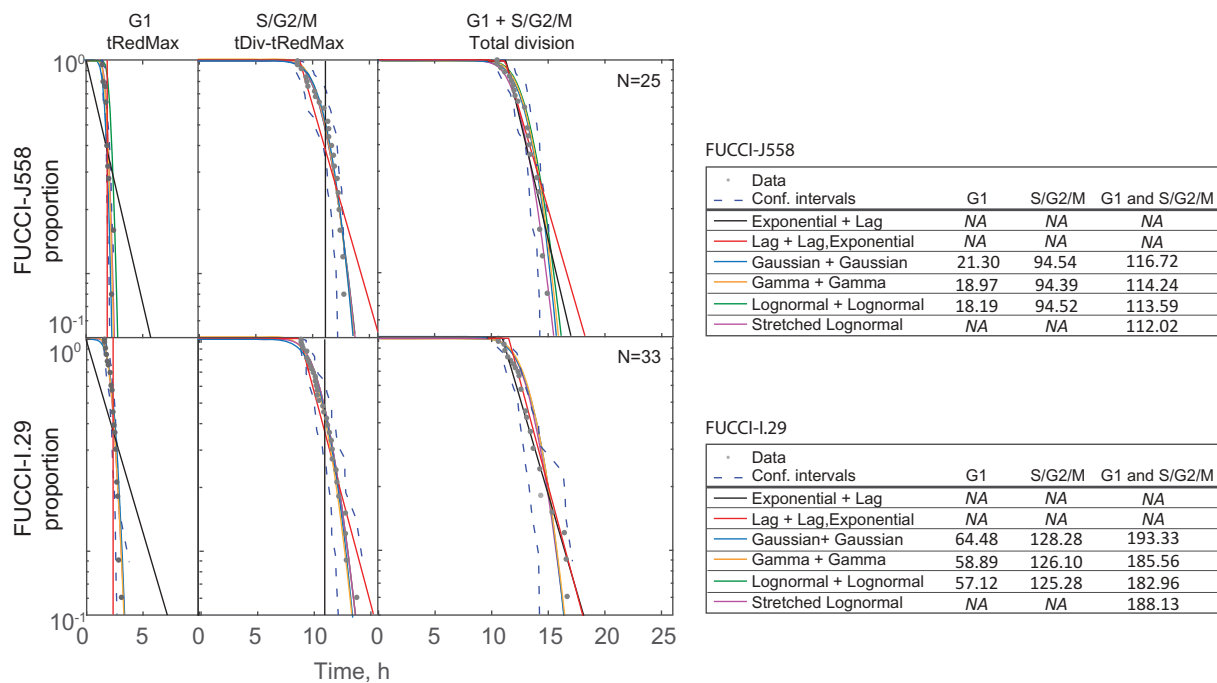 G1 S/G2/M G1 + S/G2/M
tRedMax tDiv-tRedMax Total division
FUCCI-J558
proportion
10^0
10^-1
N=25
FUCCI-I.29
proportion
10^0
10^-1
N=33
0 5 0 5 10 0 5 10 15 20 25
Time, h
FUCCI-J558
Data
Conf. intervals G1 S/G2/M G1 and S/G2/M
Exponential + Lag NA NA NA
Lag + Lag,Exponential NA NA NA
Gaussian + Gaussian 21.30 94.54 116.72
Gamma + Gamma 18.97 94.39 114.24
Lognormal + Lognormal 18.19 94.52 113.59
Stretched Lognormal NA NA 112.02
FUCCI-I.29
Data
Conf. intervals G1 S/G2/M G1 and S/G2/M
Exponential + Lag NA NA NA
Lag + Lag,Exponential NA NA NA
Gaussian+ Gaussian 64.48 128.28 193.33
Gamma + Gamma 58.89 126.10 185.56
Lognormal + Lognormal 57.12 125.28 182.96
Stretched Lognormal NA NA 188.13